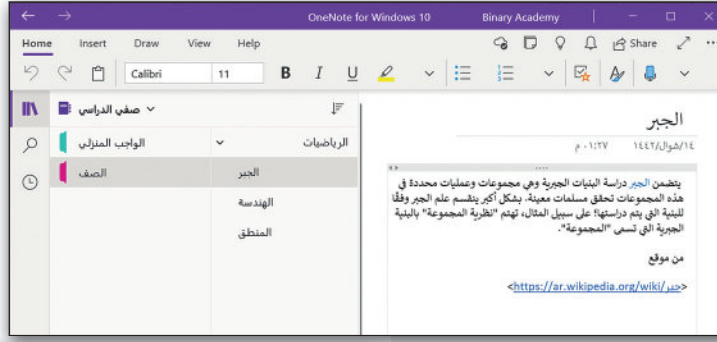 OneNote for Windows 10
Binary Academy
Home Insert Draw View Help
Share
Calibri 11 B I U
صفي الدراسي
الواجب المنزلي
الصف
الرياضيات
الجبر
الهندسة
المنطق
الجبر
١٤/شوال/١٤٤٢ ١:٢٧ م
يتضمن الجبر دراسة البنيات الجبرية وهي مجموعات وعمليات محددة في
هذه المجموعات تحقق مسلمات معينة. بشكل أكبر ينقسم علم الجبر وفقًا
للبنية التي يتم دراستها؛ على سبيل المثال، تهتم "نظرية المجموعة" بالبنية
الجبرية التي تسمى "المجموعة".
من موقع
<https://ar.wikipedia.org/wiki/جبر>